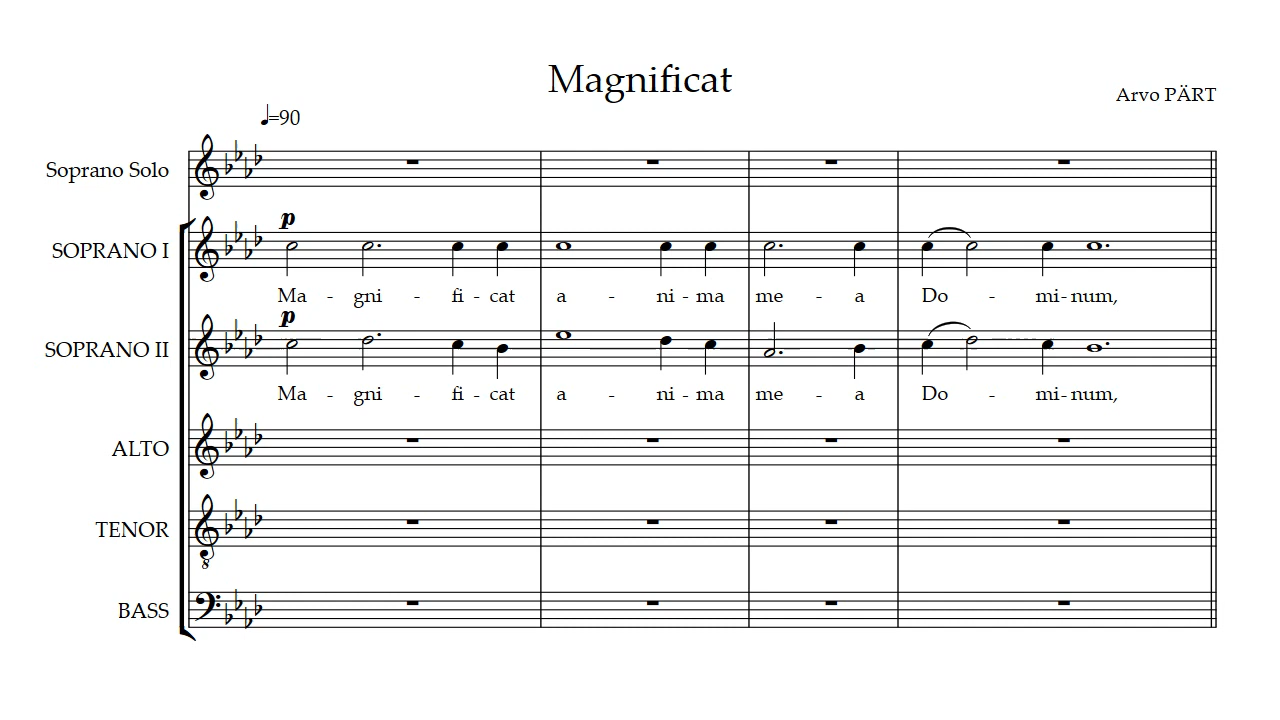 Magnificat
Arvo PÄRT
♩=90
Soprano Solo
p
SOPRANO I
Ma - gni - fi - cat a - ni - ma me - a Do - mi - num,
p
SOPRANO II
Ma - gni - fi - cat a - ni - ma me - a Do - mi - num,
ALTO
TENOR
8
BASS